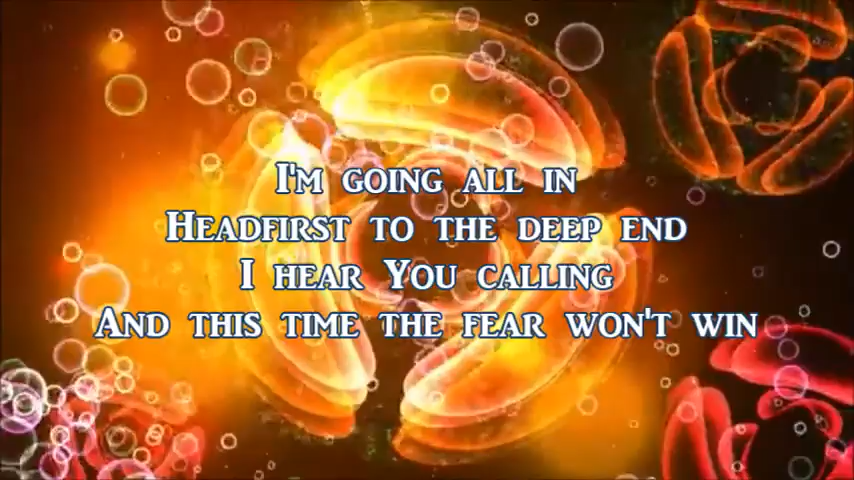 I'm going all in
Headfirst to the deep end
I hear You calling
And this time the fear won't win